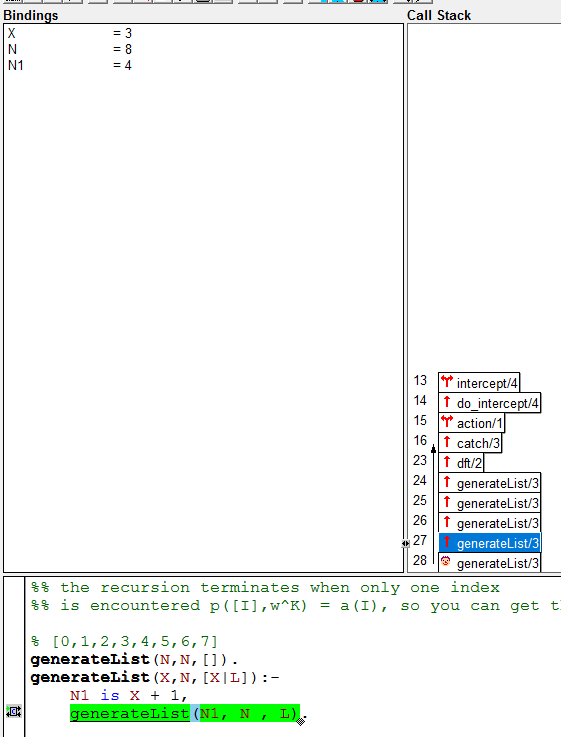 Bindings
Call Stack
X = 3
N = 8
N1 = 4
13 intercept/4
14 do_intercept/4
15 action/1
16 catch/3
23 dft/2
24 generateList/3
25 generateList/3
26 generateList/3
27 generateList/3
28 generateList/3
%% the recursion terminates when only one index
%% is encountered p([I],w^K) = a(I), so you can get
% [0,1,2,3,4,5,6,7]
generateList(N,N,[]).
generateList(X,N,[X|L]):-
N1 is X + 1,
generateList(N1, N , L).